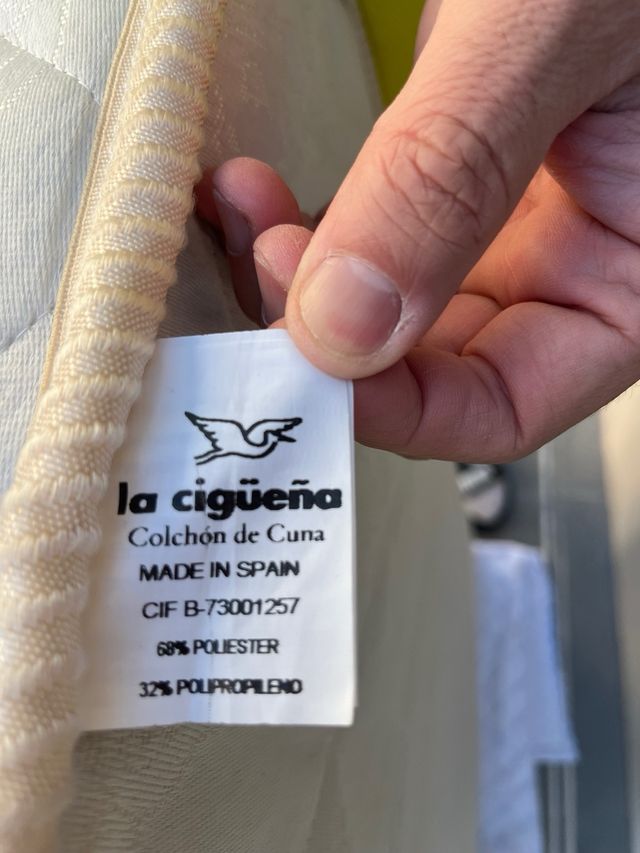 la cigüeña
Colchón de Cuna
MADE IN SPAIN
CIF B-73001257
68% POLIESTER
32% POLIPROPILENO